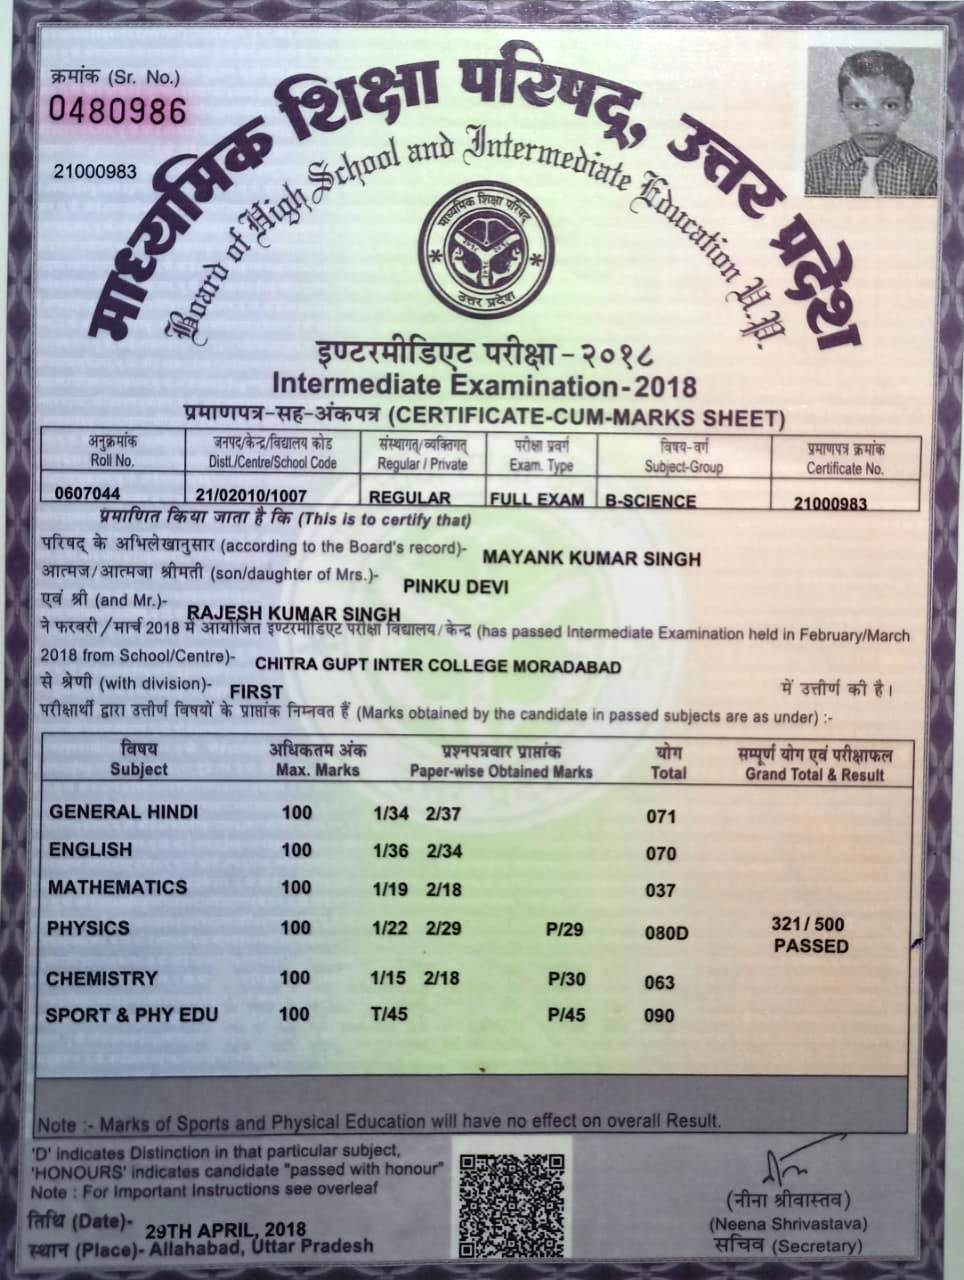 क्रमांक (Sr. No.)
0480986
21000983
माध्यमिक शिक्षा परिषद्, उत्तर प्रदेश
Board of High School and Intermediate Education U.P.
माध्यमिक शिक्षा परिषद्
उत्तर प्रदेश
इण्टरमीडिएट परीक्षा-२०१८
Intermediate Examination-2018
प्रमाणपत्र-सह-अंकपत्र (CERTIFICATE-CUM-MARKS SHEET)
अनुक्रमांक जनपद/केन्द्र/विद्यालय कोड संस्थागत/व्यक्तिगत परीक्षा प्रवर्ग विषय-वर्ग प्रमाणपत्र क्रमांक
Roll No. Distt./Centre/School Code Regular / Private Exam. Type Subject-Group Certificate No.
0607044 21/02010/1007 REGULAR FULL EXAM B-SCIENCE 21000983
प्रमाणित किया जाता है कि (This is to certify that)
परिषद् के अभिलेखानुसार (according to the Board's record)- MAYANK KUMAR SINGH
आत्मज/आत्मजा श्रीमती (son/daughter of Mrs.)- PINKU DEVI
एवं श्री (and Mr.)- RAJESH KUMAR SINGH
ने फरवरी/मार्च 2018 में आयोजित इण्टरमीडिएट परीक्षा विद्यालय/केन्द्र (has passed Intermediate Examination held in February/March
2018 from School/Centre)- CHITRA GUPT INTER COLLEGE MORADABAD
से श्रेणी (with division)- FIRST में उत्तीर्ण की है।
परीक्षार्थी द्वारा उत्तीर्ण विषयों के प्राप्तांक निम्नवत हैं (Marks obtained by the candidate in passed subjects are as under) :-
विषय अधिकतम अंक प्रश्नपत्रवार प्राप्तांक योग सम्पूर्ण योग एवं परीक्षाफल
Subject Max. Marks Paper-wise Obtained Marks Total Grand Total & Result
GENERAL HINDI 100 1/34 2/37 071
ENGLISH 100 1/36 2/34 070
MATHEMATICS 100 1/19 2/18 037
PHYSICS 100 1/22 2/29 P/29 080D 321/ 500
PASSED
CHEMISTRY 100 1/15 2/18 P/30 063
SPORT & PHY EDU 100 T/45 P/45 090
Note :- Marks of Sports and Physical Education will have no effect on overall Result.
'D' indicates Distinction in that particular subject,
'HONOURS' indicates candidate "passed with honour"
Note : For Important Instructions see overleaf
तिथि (Date)- 29TH APRIL, 2018
स्थान (Place)- Allahabad, Uttar Pradesh
(नीना श्रीवास्तव)
(Neena Shrivastava)
सचिव (Secretary)